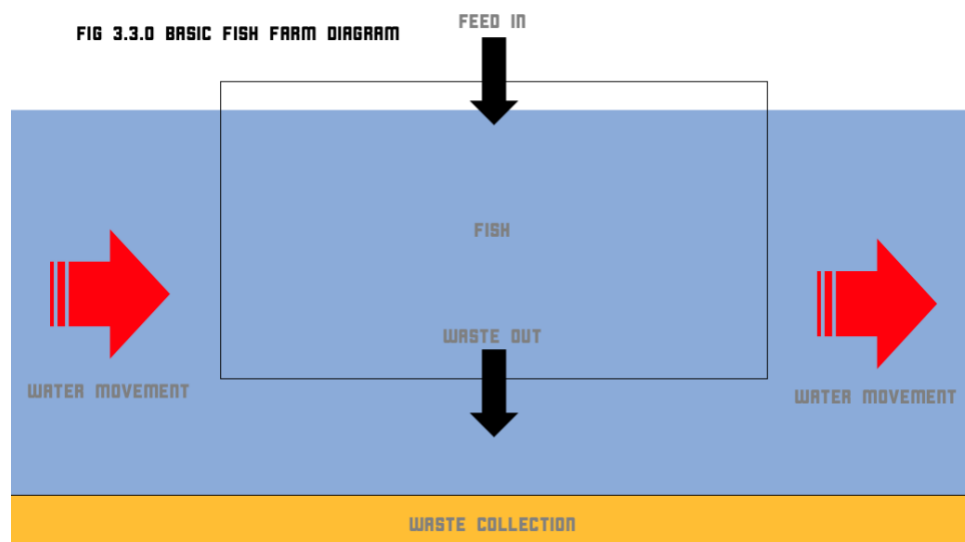 FIG 3.3.0 BASIC FISH FARM DIAGRAM
FEED IN
FISH
WASTE OUT
WATER MOVEMENT
WATER MOVEMENT
WASTE COLLECTION